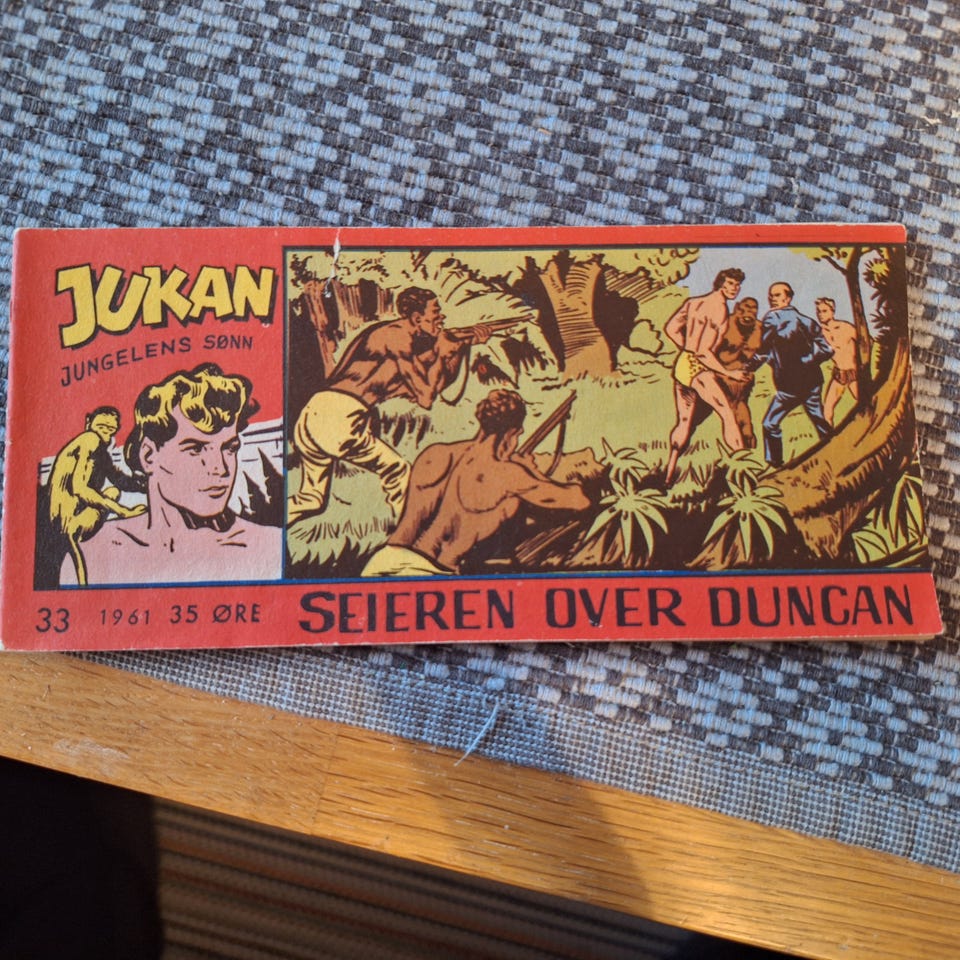 JUKAN
JUNGELENS SØNN
33 1961 35 ØRE
SEIEREN OVER DUNCAN